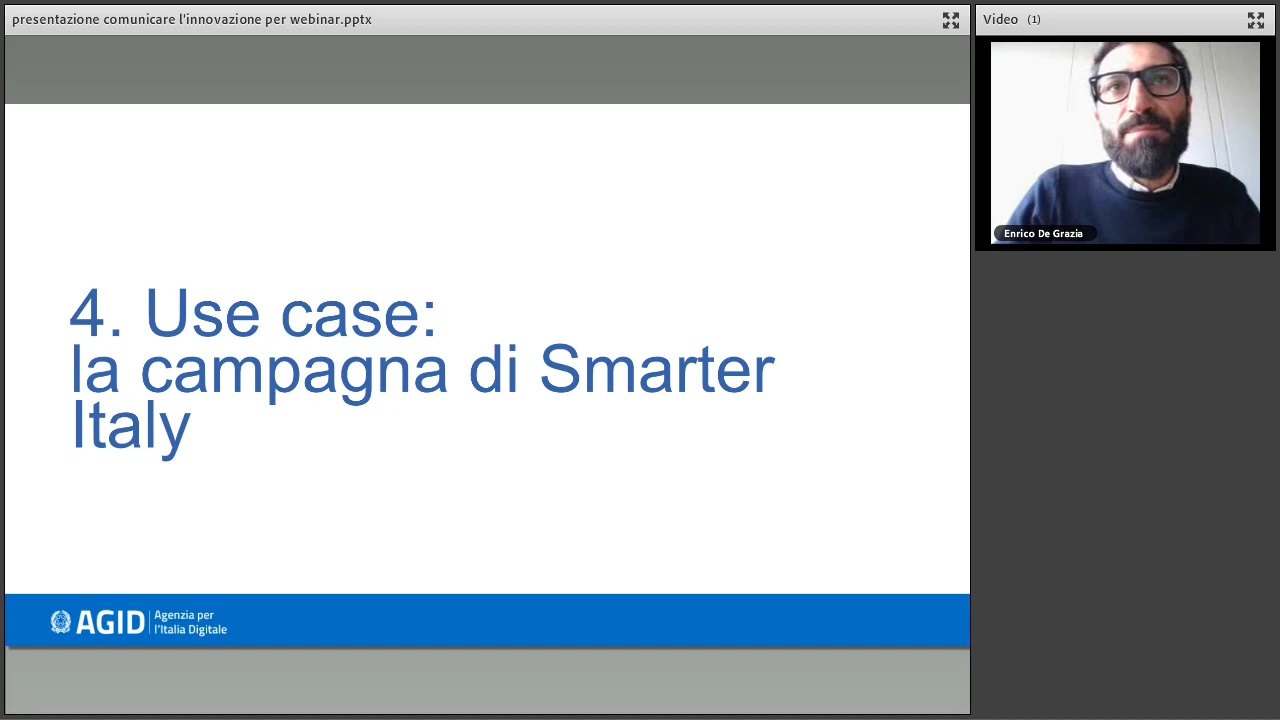 presentazione comunicare l'innovazione per webinar.pptx
Video (1)
Enrico De Grazia
4. Use case:
la campagna di Smarter
Italy
AGID
Agenzia per
l'Italia Digitale